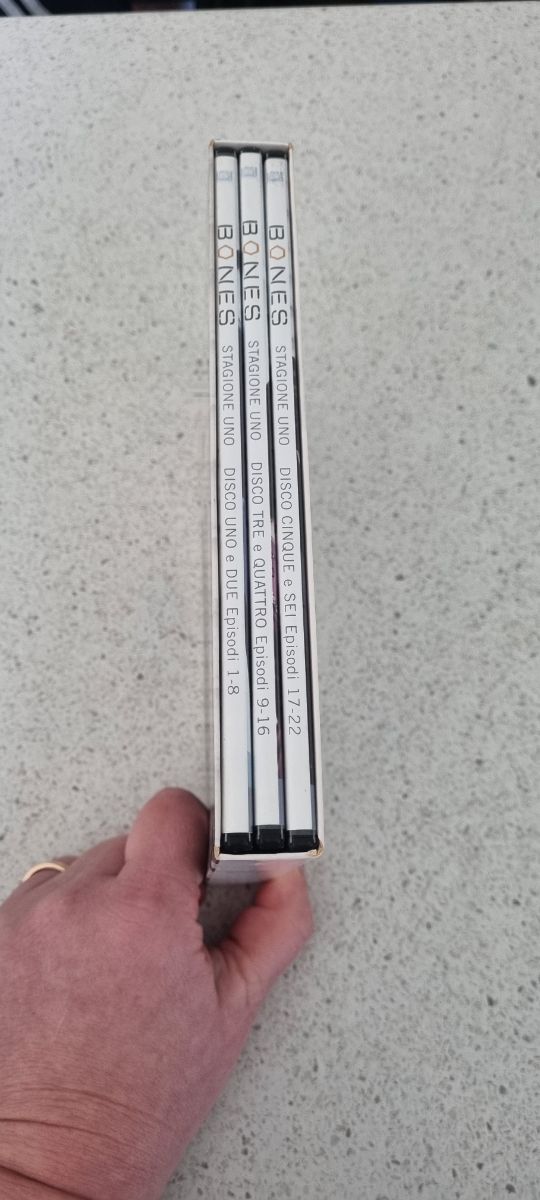 BONES STAGIONE UNO DISCO UNO e DUE Episodi 1-8
BONES STAGIONE UNO DISCO TRE e QUATTRO Episodi 9-16
BONES STAGIONE UNO DISCO CINQUE e SEI Episodi 17-22